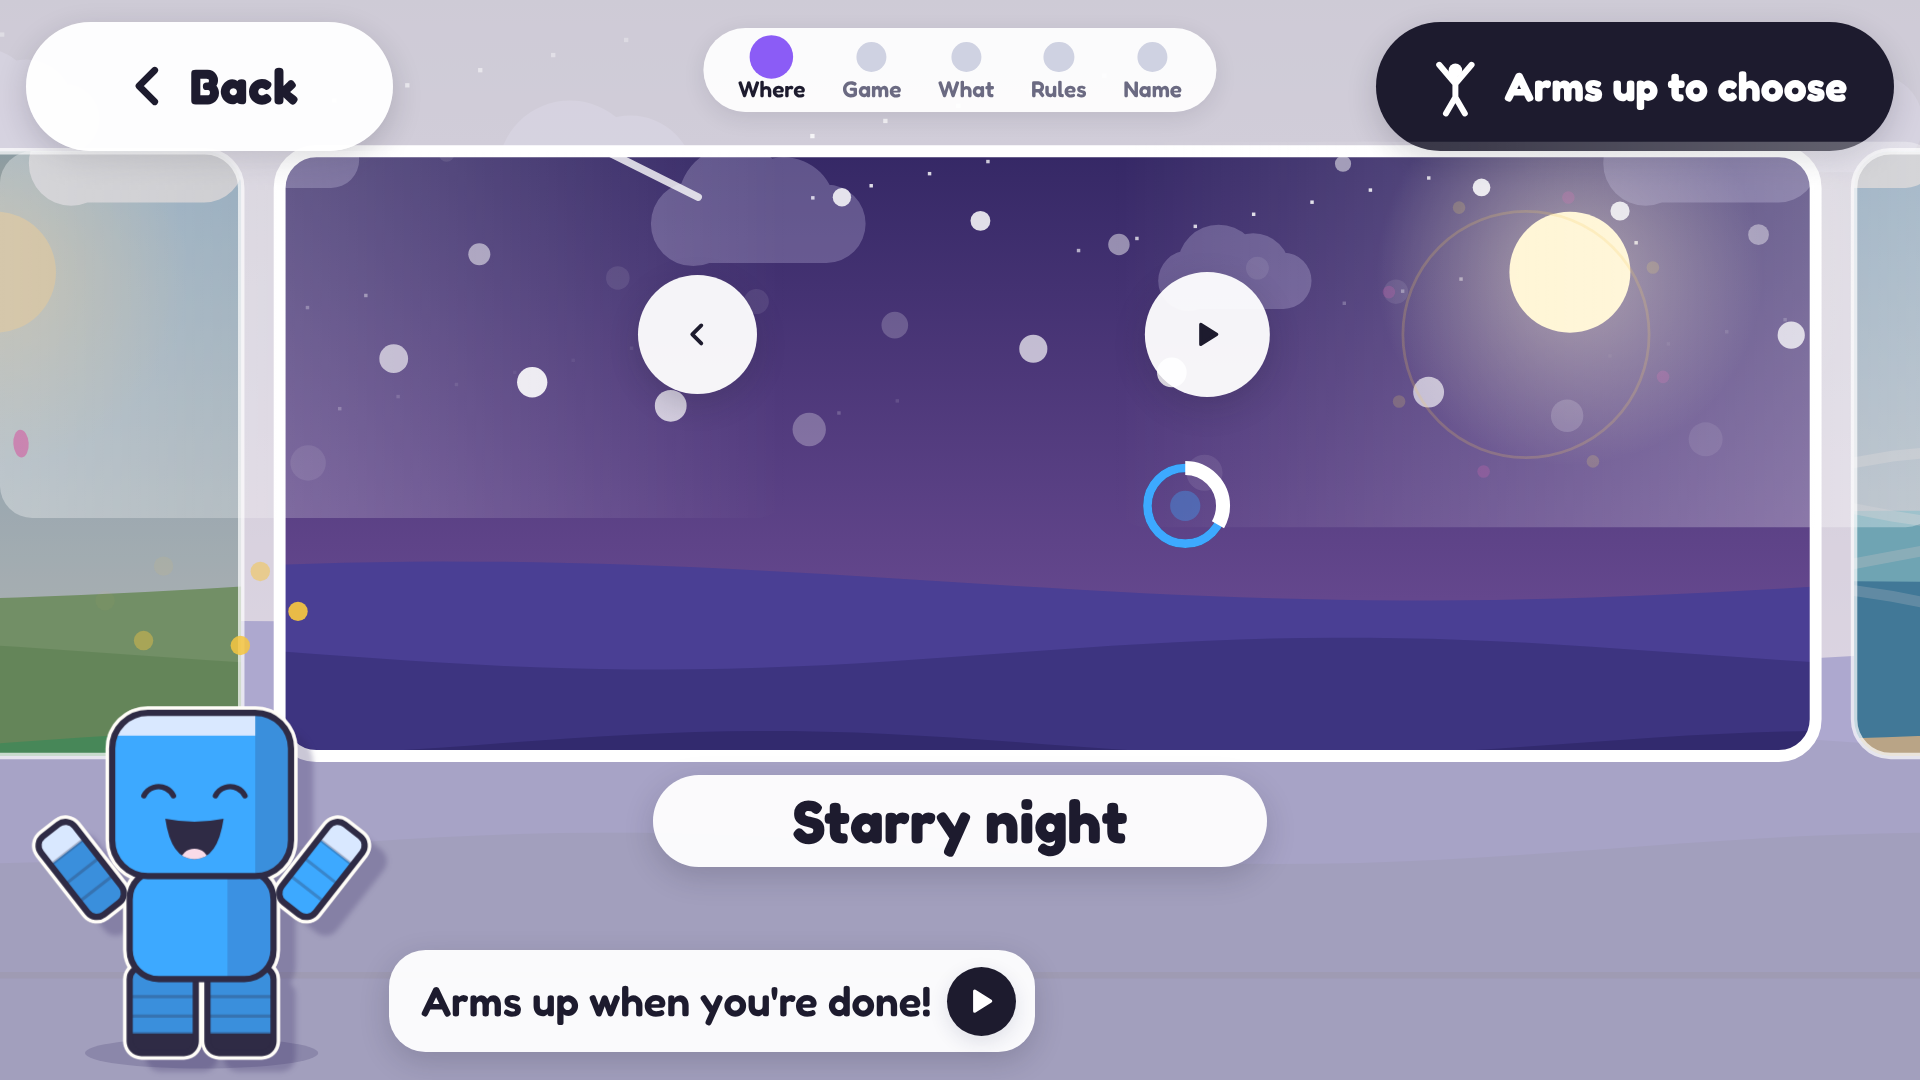 Back
Where
Game
What
Rules
Name
Arms up to choose
Starry night
Arms up when you're done!